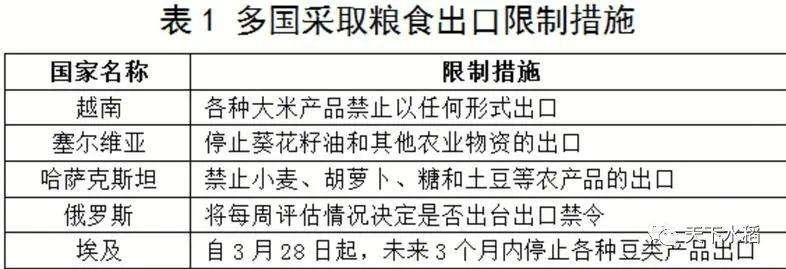 表1 多国采取粮食出口限制措施
国家名称 限制措施
越南 各种大米产品禁止以任何形式出口
塞尔维亚 停止葵花籽油和其他农业物资的出口
哈萨克斯坦 禁止小麦、胡萝卜、糖和土豆等农产品的出口
俄罗斯 将每周评估情况决定是否出台出口禁令
埃及 自3月28日起，未来3个月内停止各种豆类产品出口
天下水稻